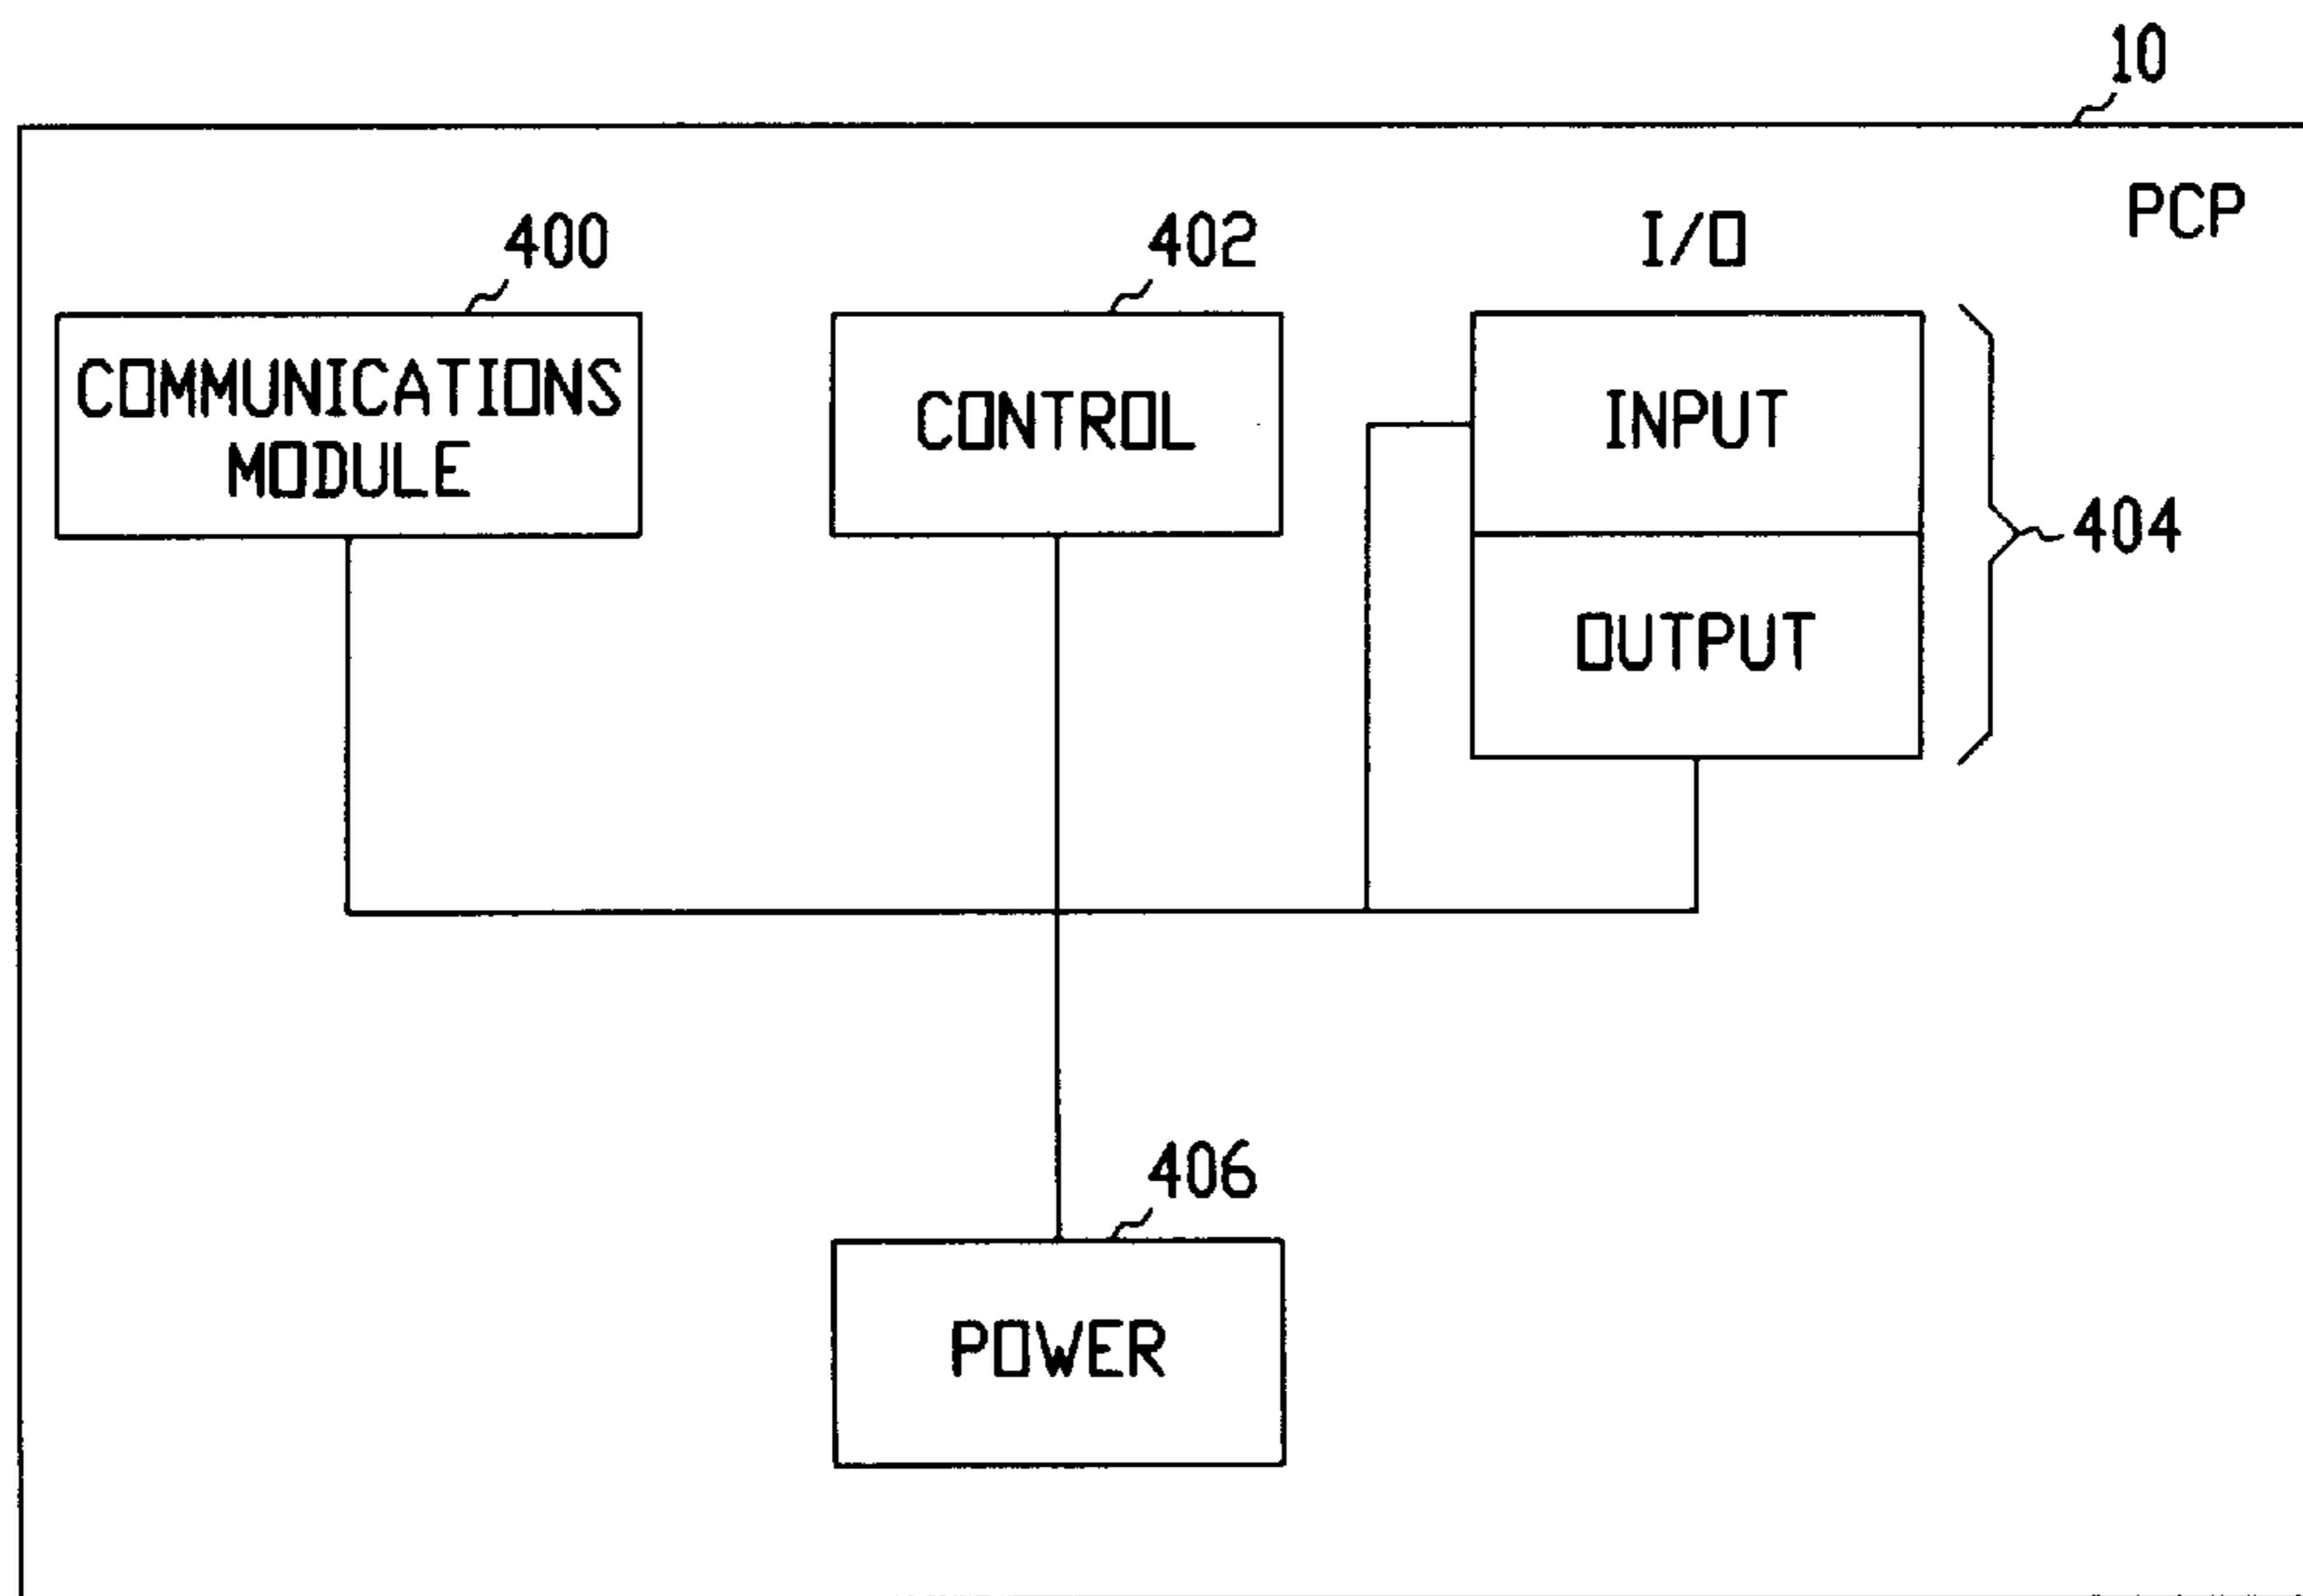 10
PCP
400
402
I/O
COMMUNICATIONS
MODULE
CONTROL
INPUT
404
OUTPUT
406
POWER